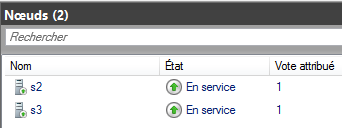 Nœuds (2)
Rechercher
Nom État Vote attribué
s2 En service 1
s3 En service 1